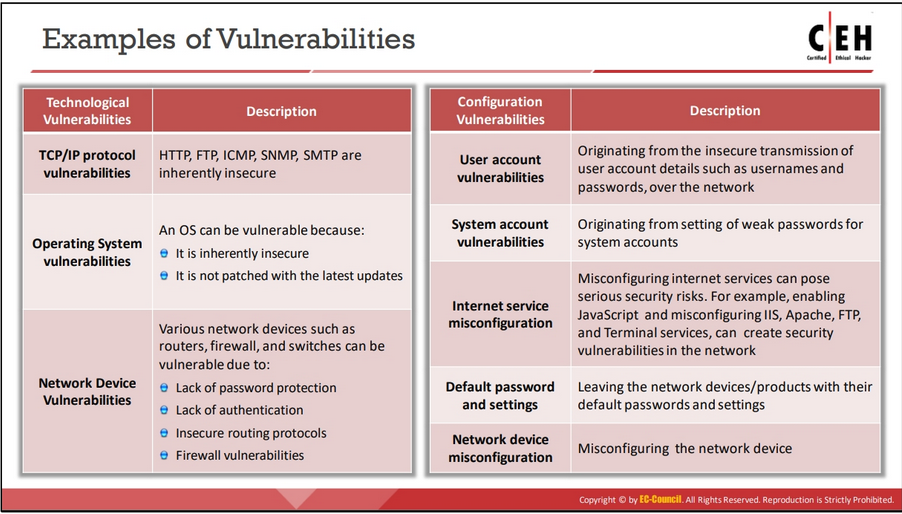 Examples of Vulnerabilities
C|EH
Certified Ethical Hacker
Technological
Vulnerabilities
Description
TCP/IP protocol
vulnerabilities
HTTP, FTP, ICMP, SNMP, SMTP are
inherently insecure
Operating System
vulnerabilities
An OS can be vulnerable because:
It is inherently insecure
It is not patched with the latest updates
Network Device
Vulnerabilities
Various network devices such as
routers, firewall, and switches can be
vulnerable due to:
Lack of password protection
Lack of authentication
Insecure routing protocols
Firewall vulnerabilities
Configuration
Vulnerabilities
Description
User account
vulnerabilities
Originating from the insecure transmission of
user account details such as usernames and
passwords, over the network
System account
vulnerabilities
Originating from setting of weak passwords for
system accounts
Internet service
misconfiguration
Misconfiguring internet services can pose
serious security risks. For example, enabling
JavaScript and misconfiguring IIS, Apache, FTP,
and Terminal services, can create security
vulnerabilities in the network
Default password
and settings
Leaving the network devices/products with their
default passwords and settings
Network device
misconfiguration
Misconfiguring the network device
Copyright © by EC-Council. All Rights Reserved. Reproduction is Strictly Prohibited.